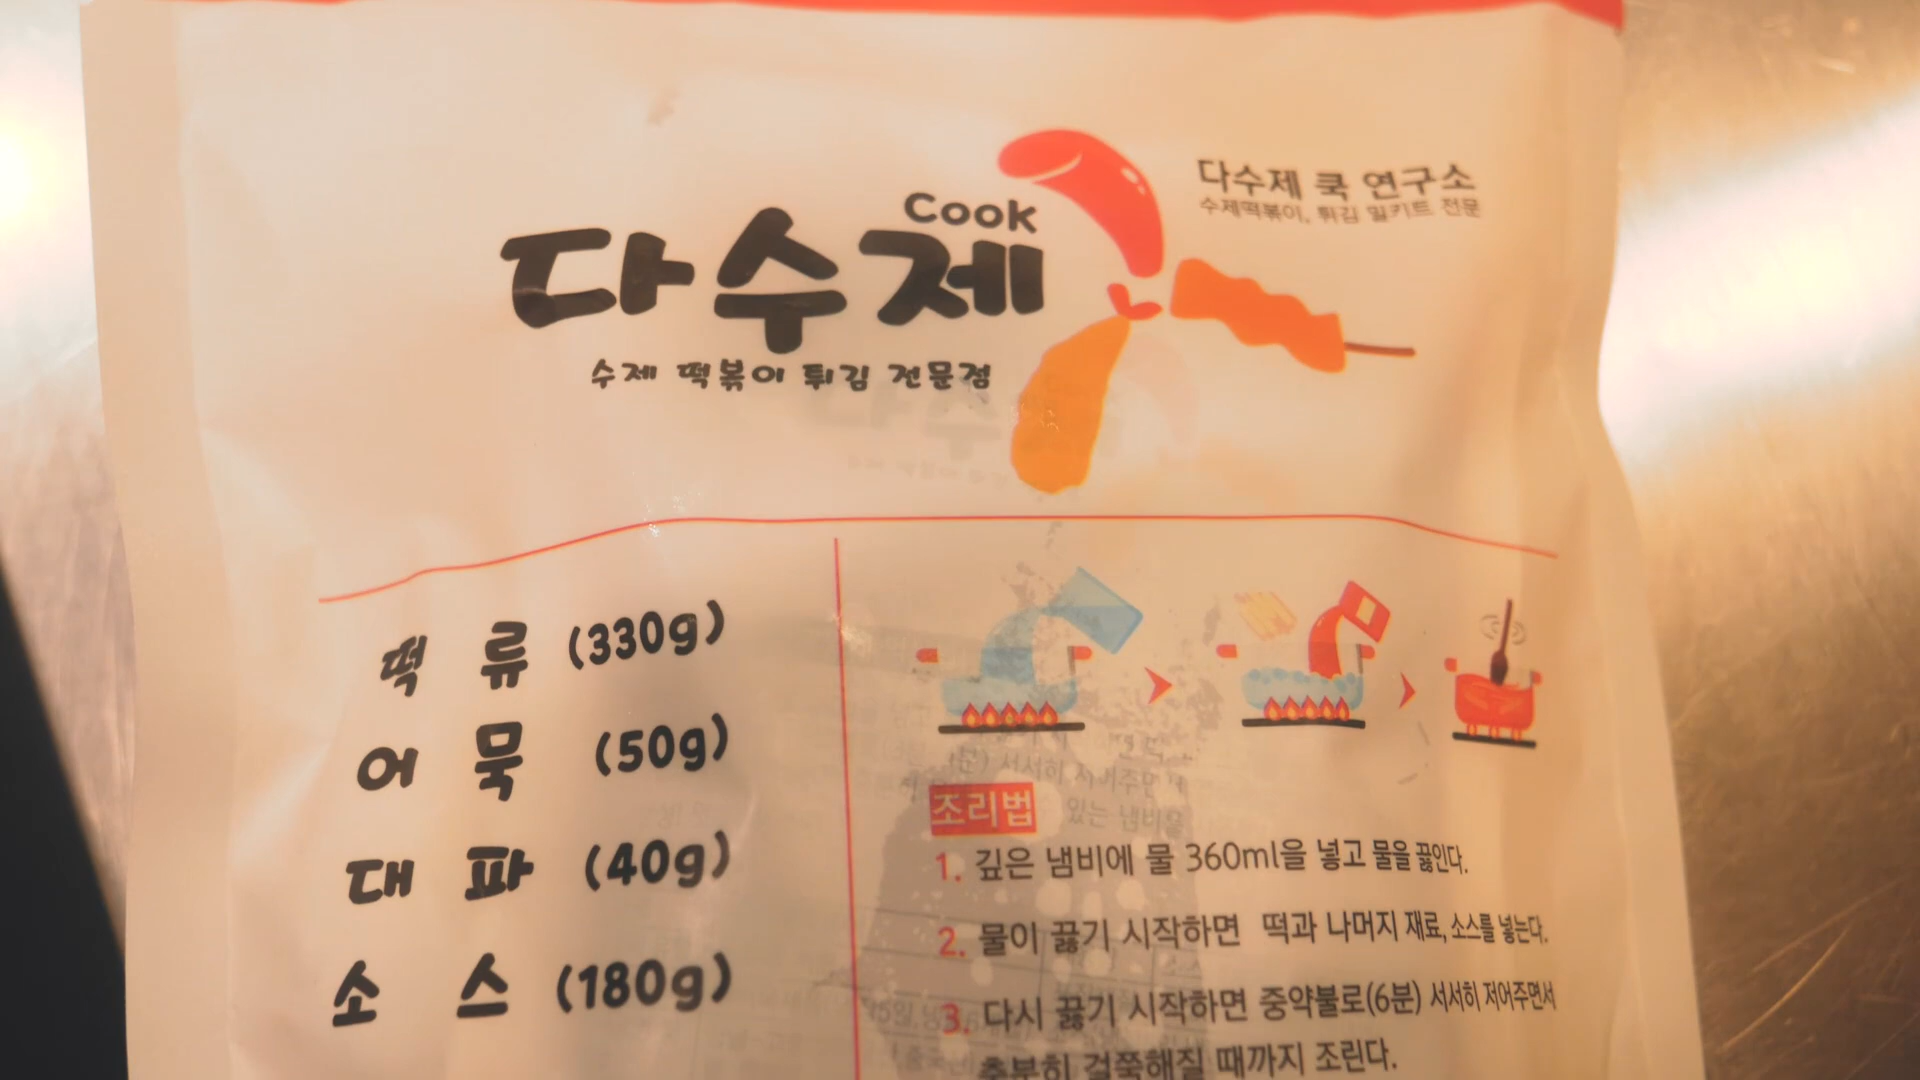 Cook
다수제
수제 떡볶이 튀김 전문점
다수제 쿡 연구소
수제떡볶이, 튀김 밀키트 전문
떡 류 (330g)
어 묵 (50g)
대 파 (40g)
소 스 (180g)
조리법
1. 깊은 냄비에 물 360ml을 넣고 물을 끓인다.
2. 물이 끓기 시작하면 떡과 나머지 재료, 소스를 넣는다.
3. 다시 끓기 시작하면 중약불로(6분) 서서히 저어주면서
충분히 걸쭉해질 때까지 조린다.